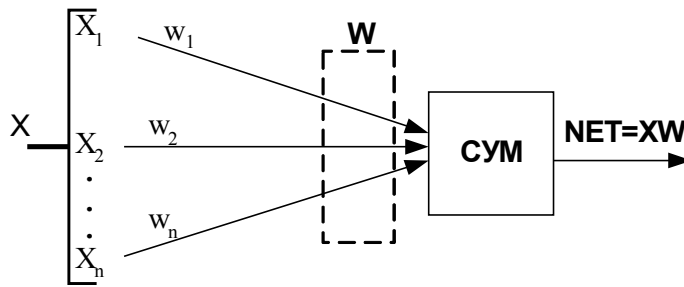 X₁ w₁ W
X X₂ w₂ СУМ NET=XW
.
.
.
Xₙ wₙ